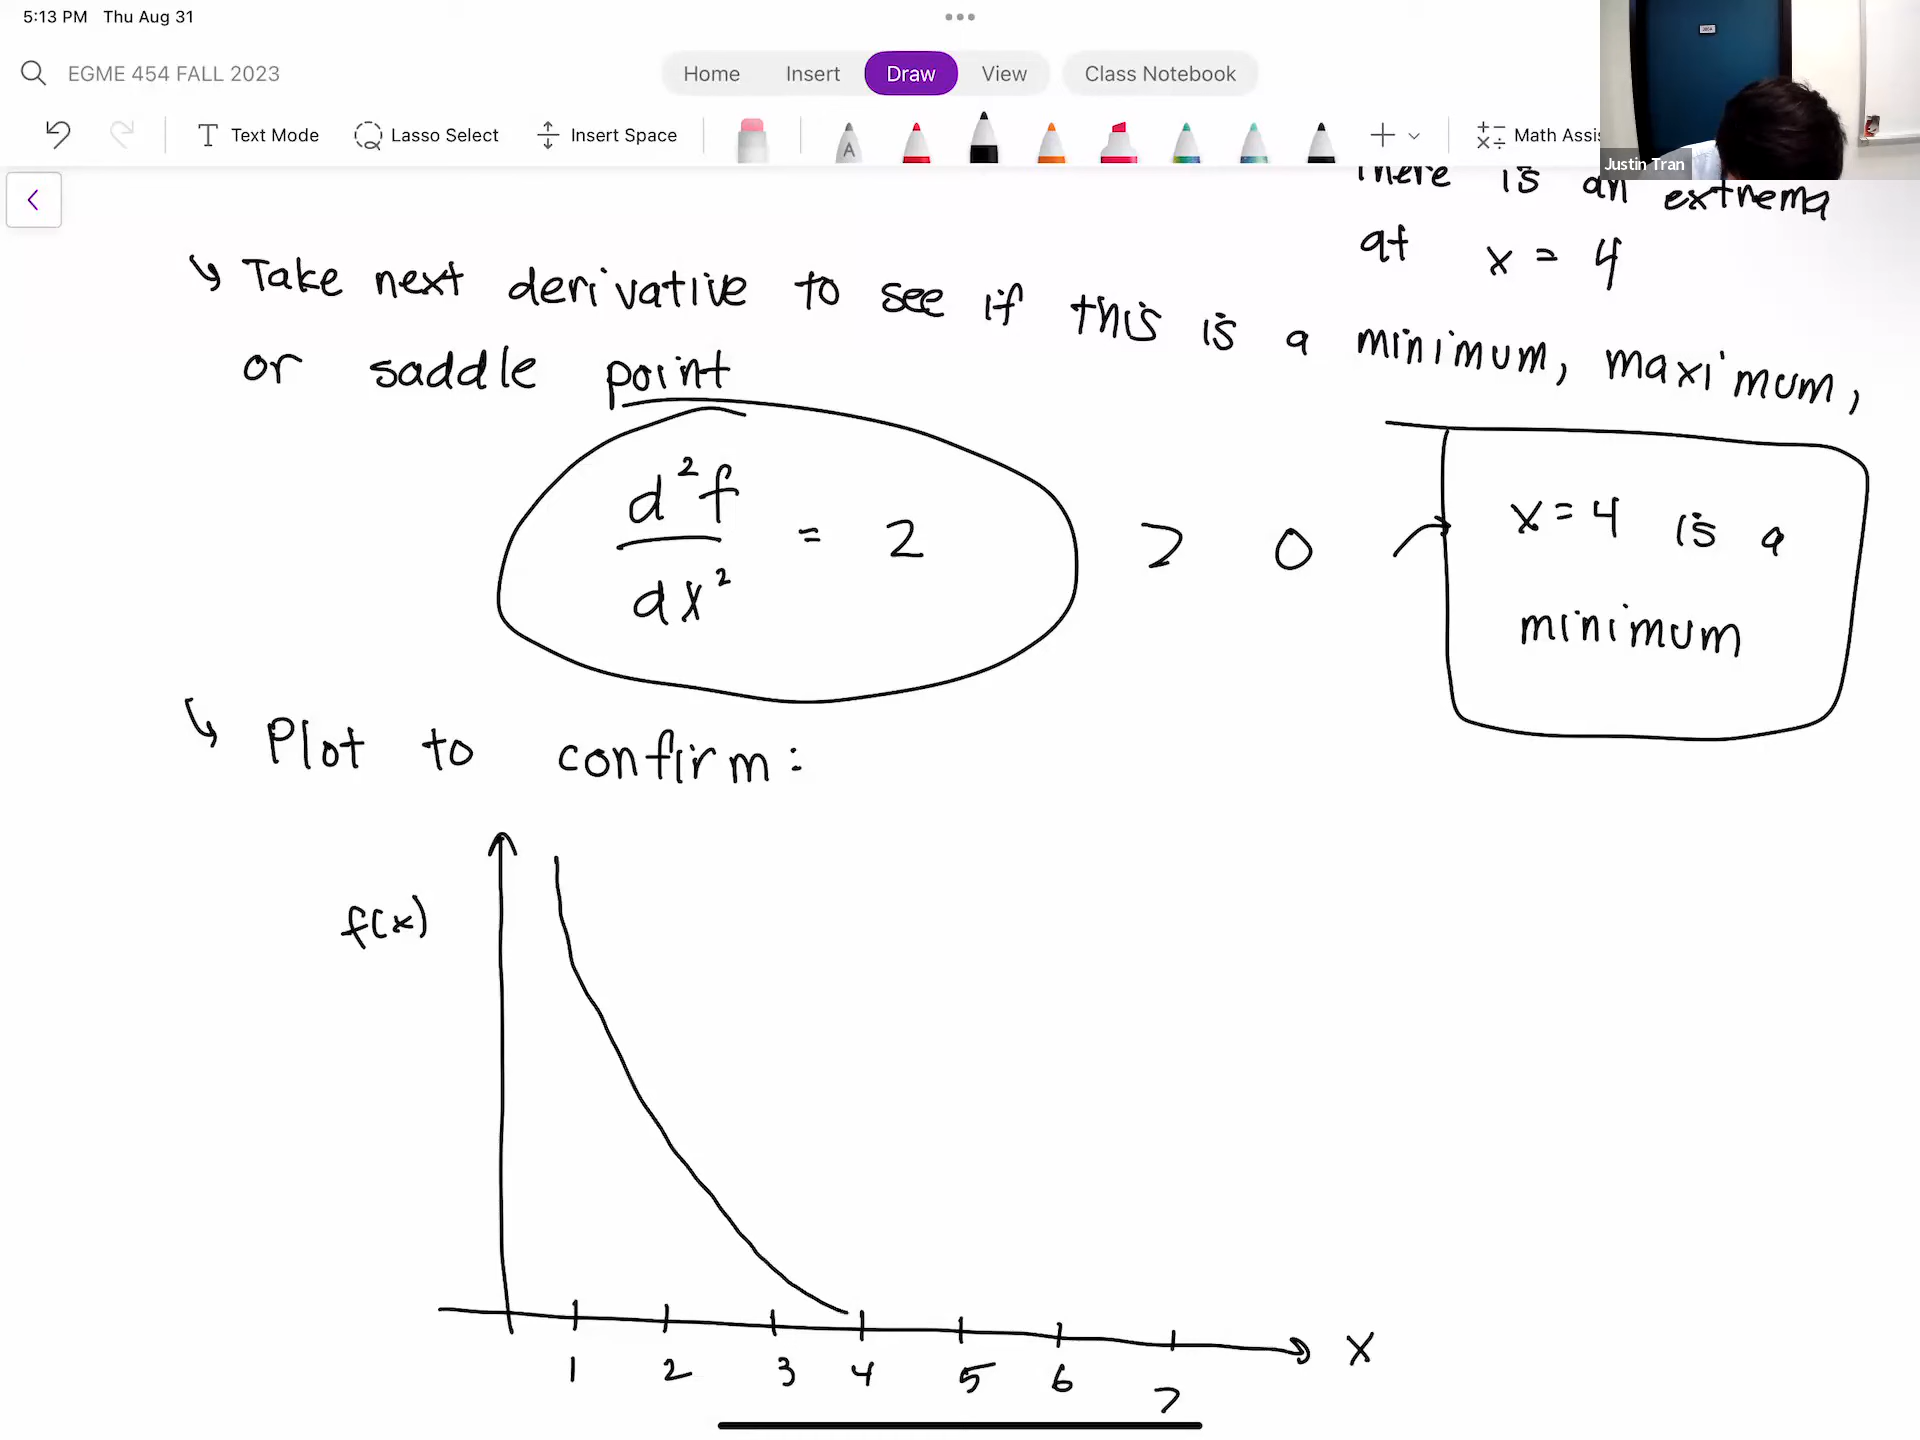 5:13 PM Thu Aug 31
EGME 454 FALL 2023
Home Insert Draw View Class Notebook
Text Mode Lasso Select Insert Space A Math Assis
Justin Tran
There is an extrema
at x = 4
↳ Take next derivative to see if this is a minimum, maximum,
or saddle point
d²f
= 2 > 0
dx²
x = 4 is a
minimum
↳ Plot to confirm:
f(x)
x
1 2 3 4 5 6 7